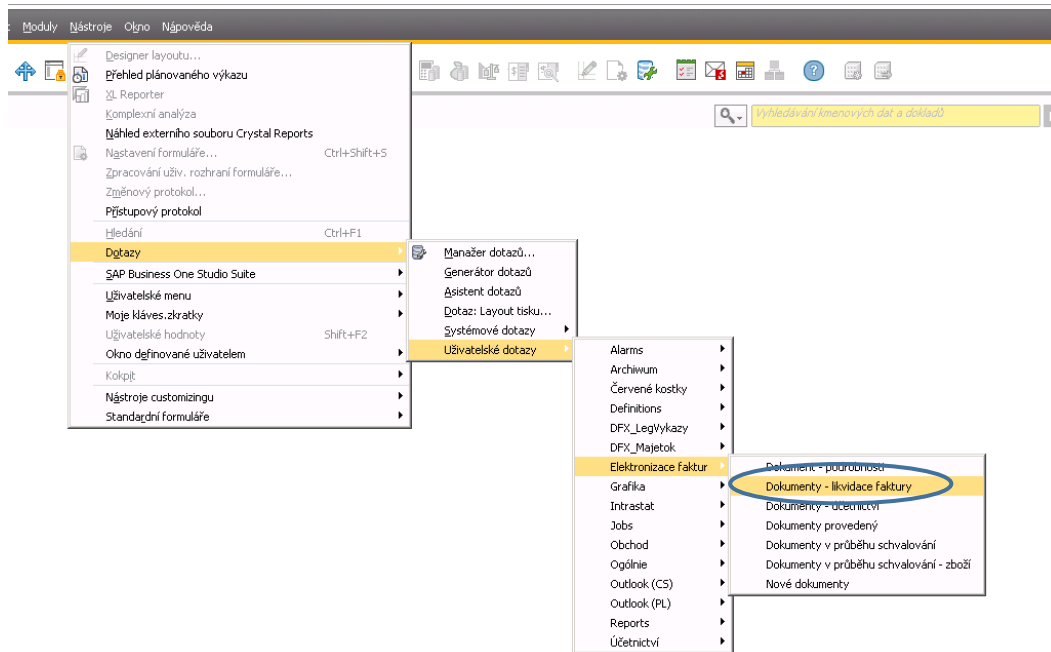 Moduly Nástroje Okno Nápověda
Vyhledávání kmenových dat a dokladů
Designer layoutu...
Přehled plánovaného výkazu
XL Reporter
Komplexní analýza
Náhled externího souboru Crystal Reports
Nastavení formuláře... Ctrl+Shift+S
Zpracování uživ. rozhraní formuláře...
Změnový protokol...
Přístupový protokol
Hledání Ctrl+F1
Dotazy
SAP Business One Studio Suite
Uživatelské menu
Moje kláves.zkratky
Uživatelské hodnoty Shift+F2
Okno definované uživatelem
Kokpit
Nástroje customizingu
Standardní formuláře
Manažer dotazů...
Generátor dotazů
Asistent dotazů
Dotaz: Layout tisku...
Systémové dotazy
Uživatelské dotazy
Alarms
Archiwum
Červené kostky
Definitions
DFX_LegVykazy
DFX_Majetok
Elektronizace faktur
Grafika
Intrastat
Jobs
Obchod
Ogólnie
Outlook (CS)
Outlook (PL)
Reports
Účetnictví
Dokument - podrobnosti
Dokumenty - likvidace faktury
Dokumenty - účetnictví
Dokumenty provedený
Dokumenty v průběhu schvalování
Dokumenty v průběhu schvalování - zboží
Nové dokumenty